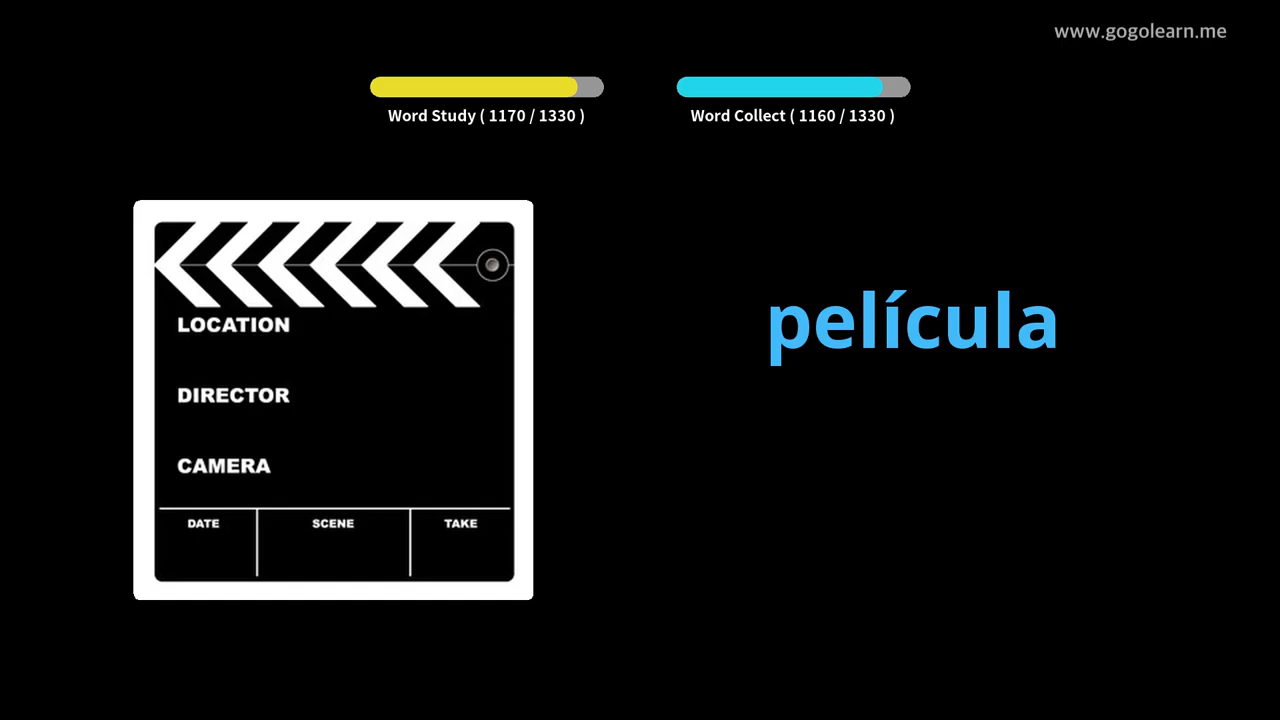 www.gogolearn.me
Word Study ( 1170 / 1330 )
Word Collect ( 1160 / 1330 )
LOCATION
DIRECTOR
CAMERA
DATE
SCENE
TAKE
película